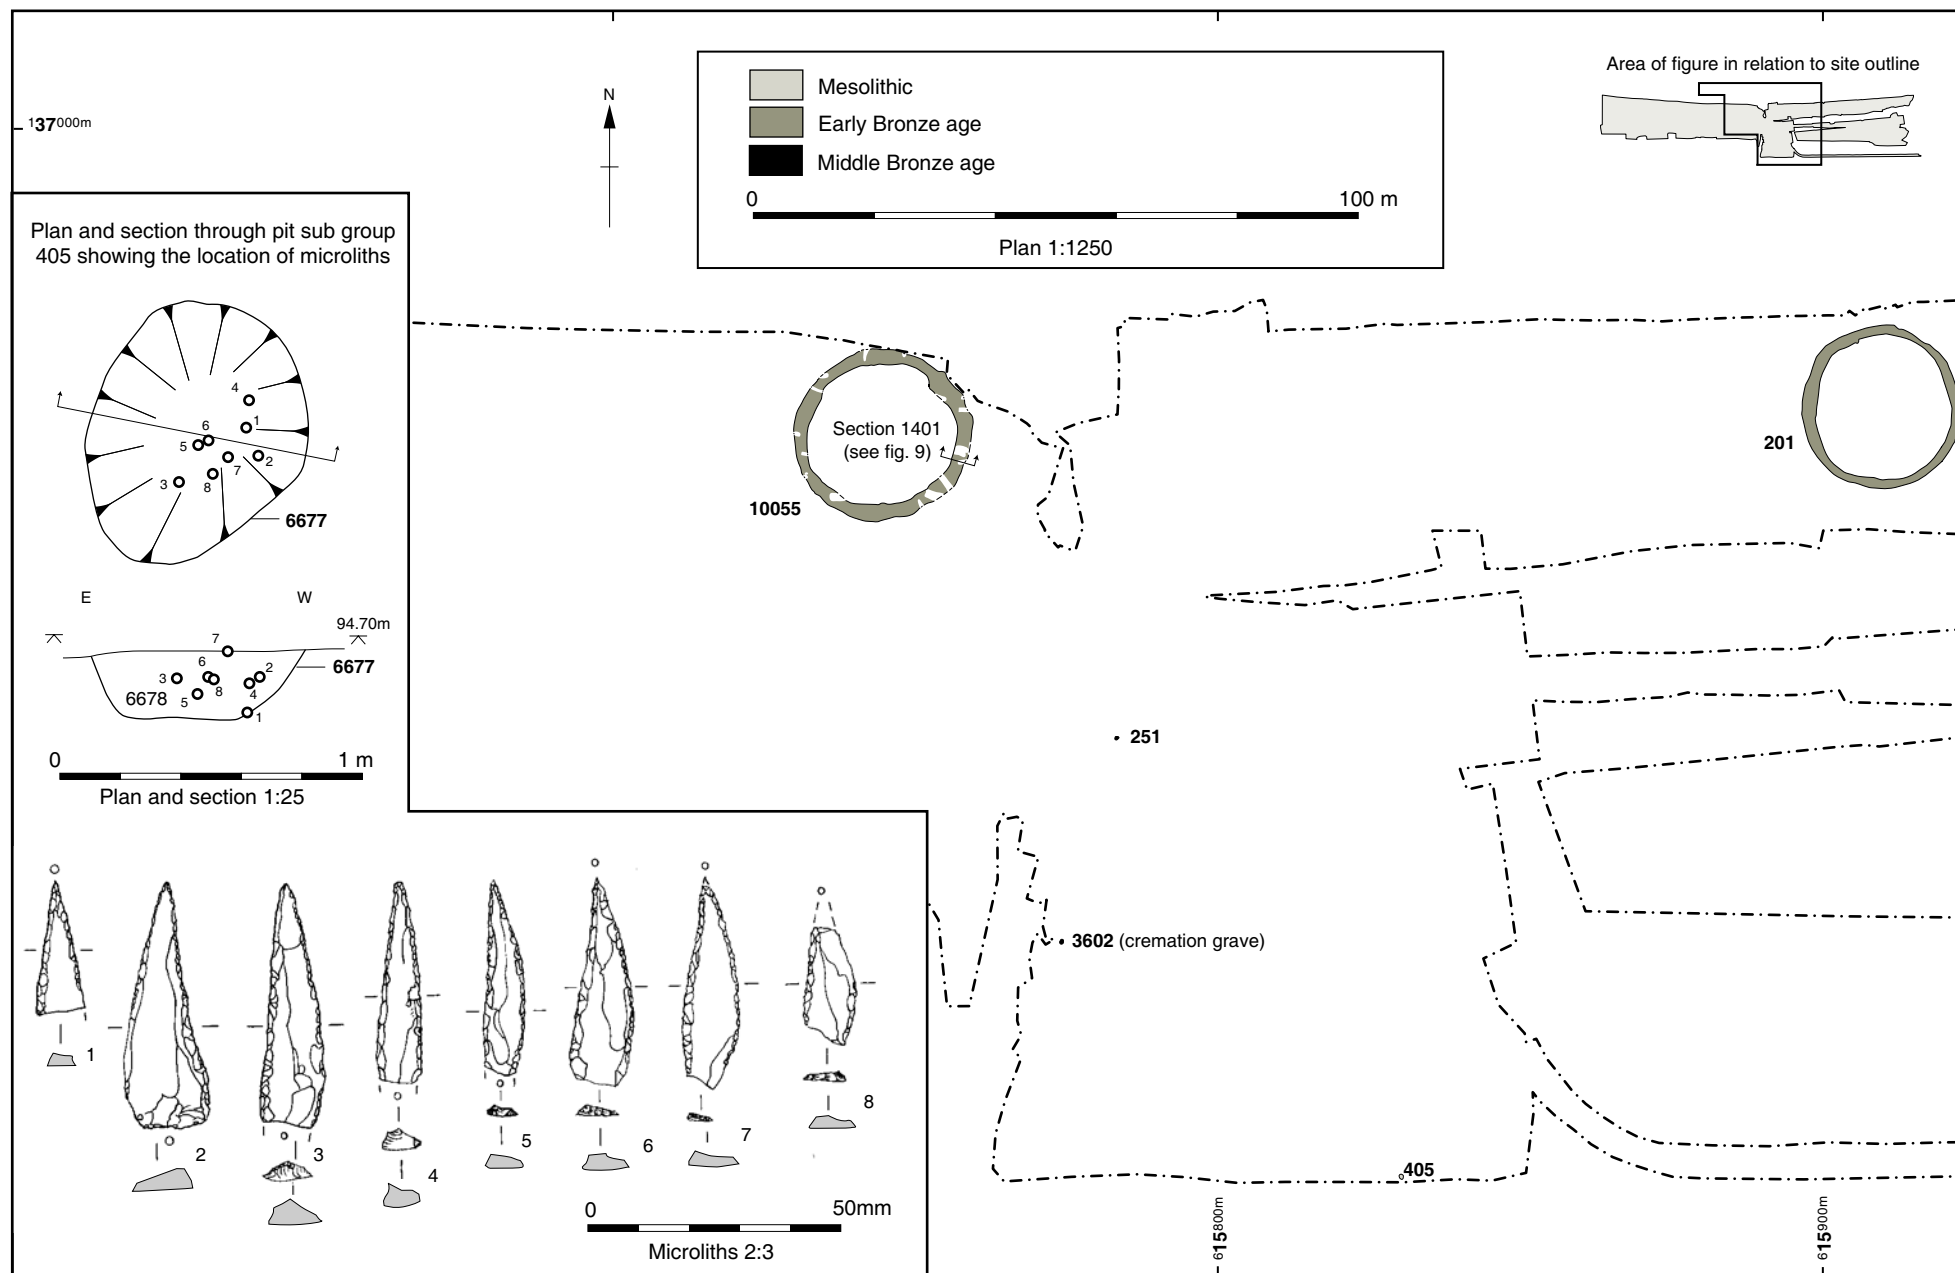 Mesolithic
Early Bronze age
Middle Bronze age
0 100 m
Plan 1:1250
Area of figure in relation to site outline
N
137000m
Plan and section through pit sub group
405 showing the location of microliths
4
1
6
5
7
2
3
8
6677
E W
94.70m
7
6677
6
2
3
8
4
6678
5
1
0 1 m
Plan and section 1:25
Section 1401
(see fig. 9)
10055
201
251
3602 (cremation grave)
405
1
2
3
4
5
6
7
8
0 50mm
Microliths 2:3
615800m
615900m